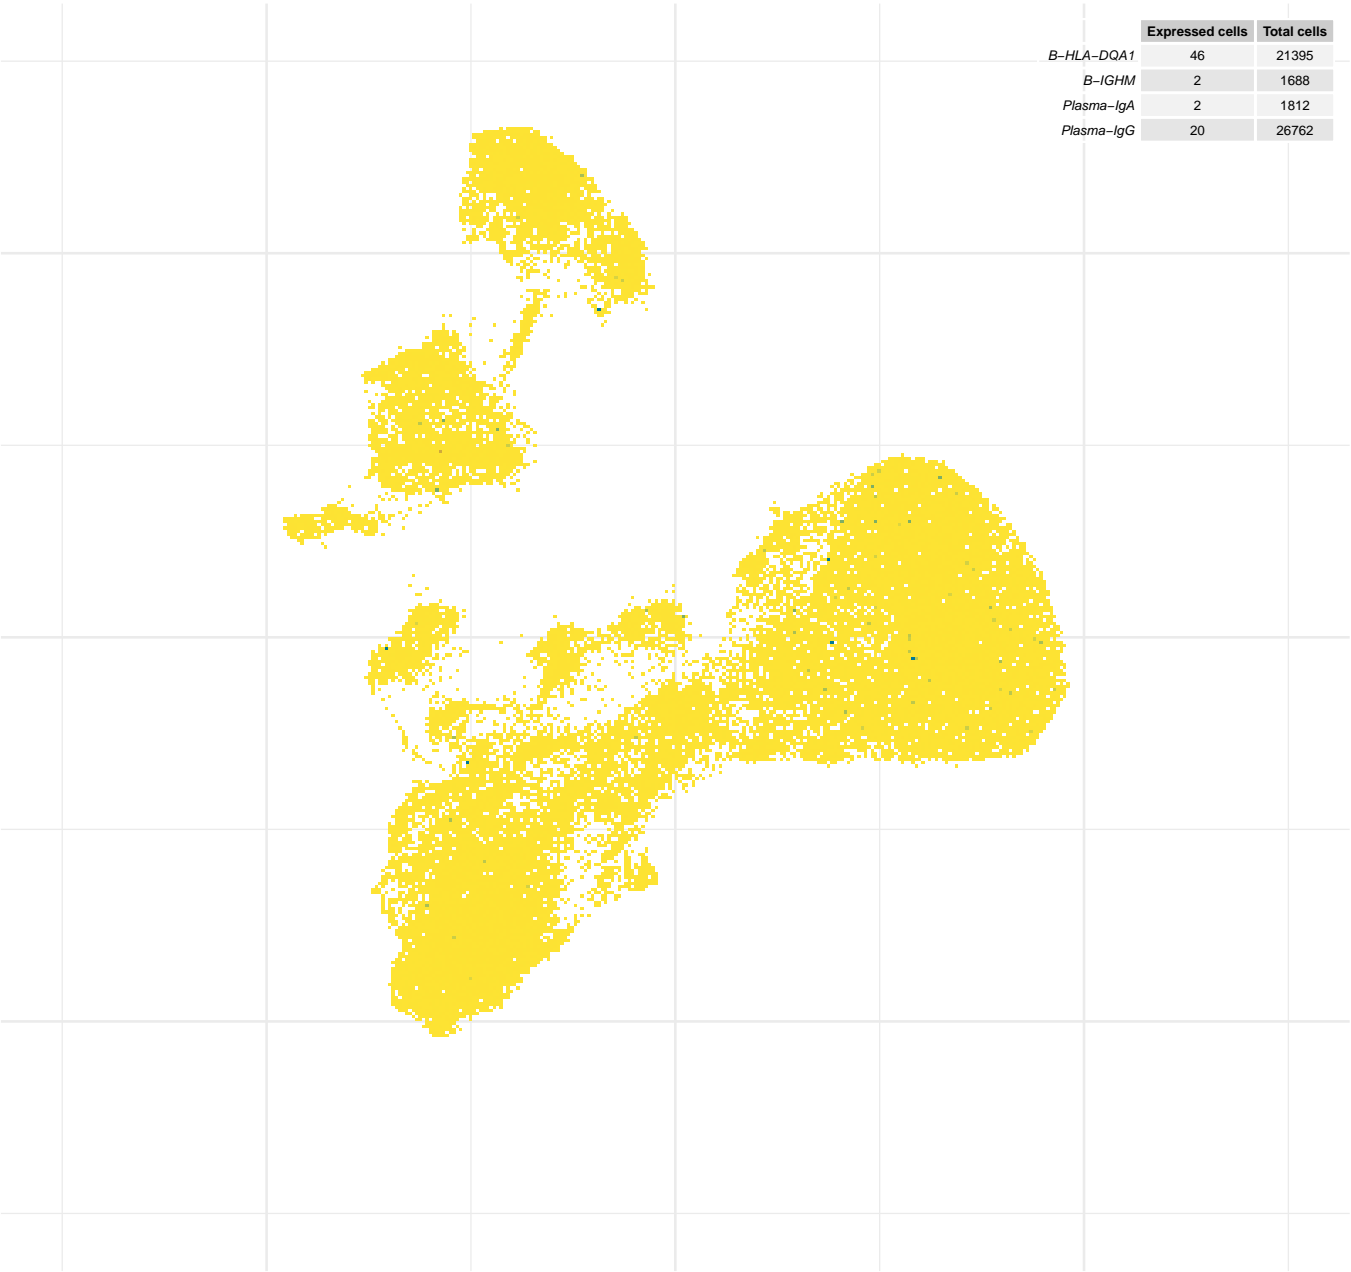 Expressed cells Total cells
B−HLA−DQA1 46 21395
B−IGHM 2 1688
Plasma−IgA 2 1812
Plasma−IgG 20 26762